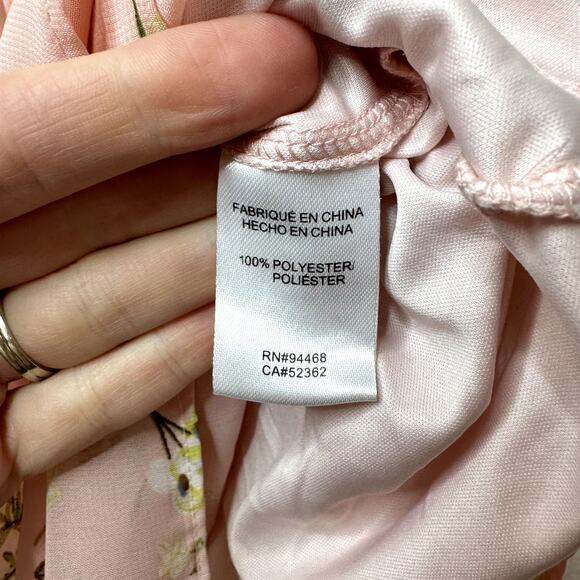 FABRIQUÉ EN CHINA
HECHO EN CHINA
100% POLYESTER/
POLIÉSTER
RN#94468
CA#52362